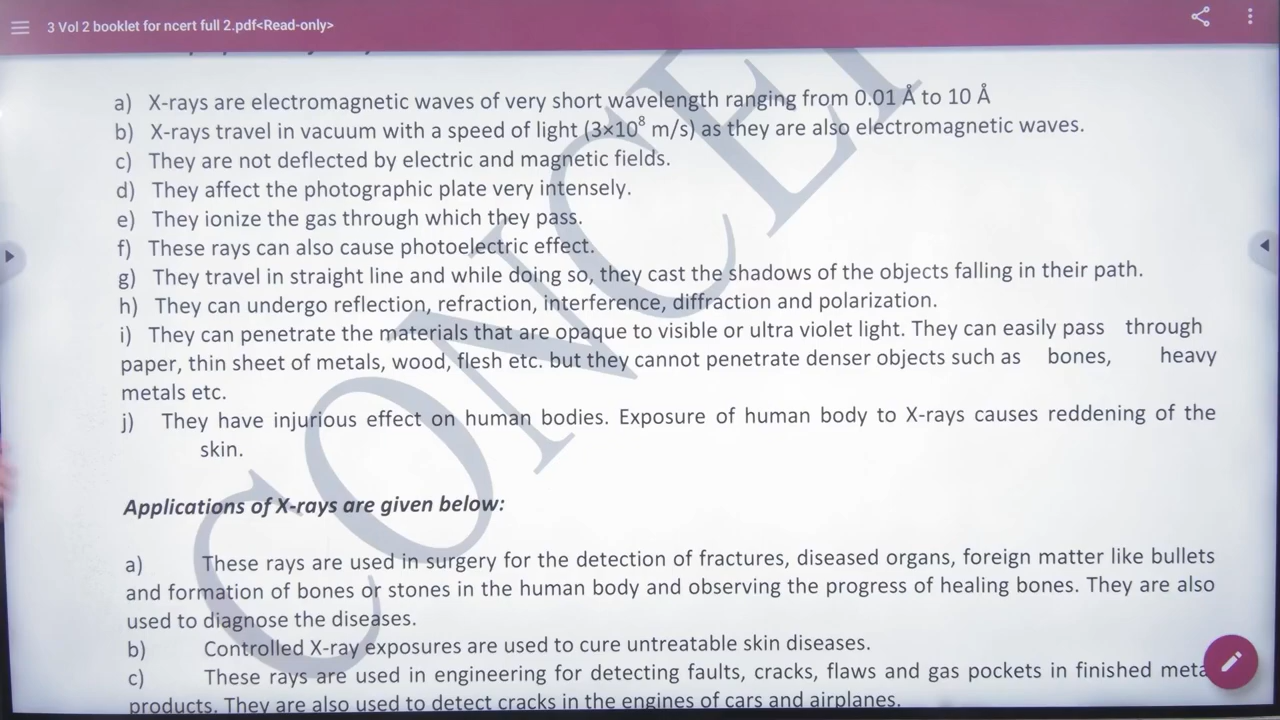 3 Vol 2 booklet for ncert full 2.pdf<Read-only>
a) X-rays are electromagnetic waves of very short wavelength ranging from 0.01 Å to 10 Å
b) X-rays travel in vacuum with a speed of light (3×10⁸ m/s) as they are also electromagnetic waves.
c) They are not deflected by electric and magnetic fields.
d) They affect the photographic plate very intensely.
e) They ionize the gas through which they pass.
f) These rays can also cause photoelectric effect.
g) They travel in straight line and while doing so, they cast the shadows of the objects falling in their path.
h) They can undergo reflection, refraction, interference, diffraction and polarization.
i) They can penetrate the materials that are opaque to visible or ultra violet light. They can easily pass through
paper, thin sheet of metals, wood, flesh etc. but they cannot penetrate denser objects such as bones, heavy
metals etc.
j) They have injurious effect on human bodies. Exposure of human body to X-rays causes reddening of the
skin.
Applications of X-rays are given below:
a) These rays are used in surgery for the detection of fractures, diseased organs, foreign matter like bullets
and formation of bones or stones in the human body and observing the progress of healing bones. They are also
used to diagnose the diseases.
b) Controlled X-ray exposures are used to cure untreatable skin diseases.
c) These rays are used in engineering for detecting faults, cracks, flaws and gas pockets in finished meta
products. They are also used to detect cracks in the engines of cars and airplanes.